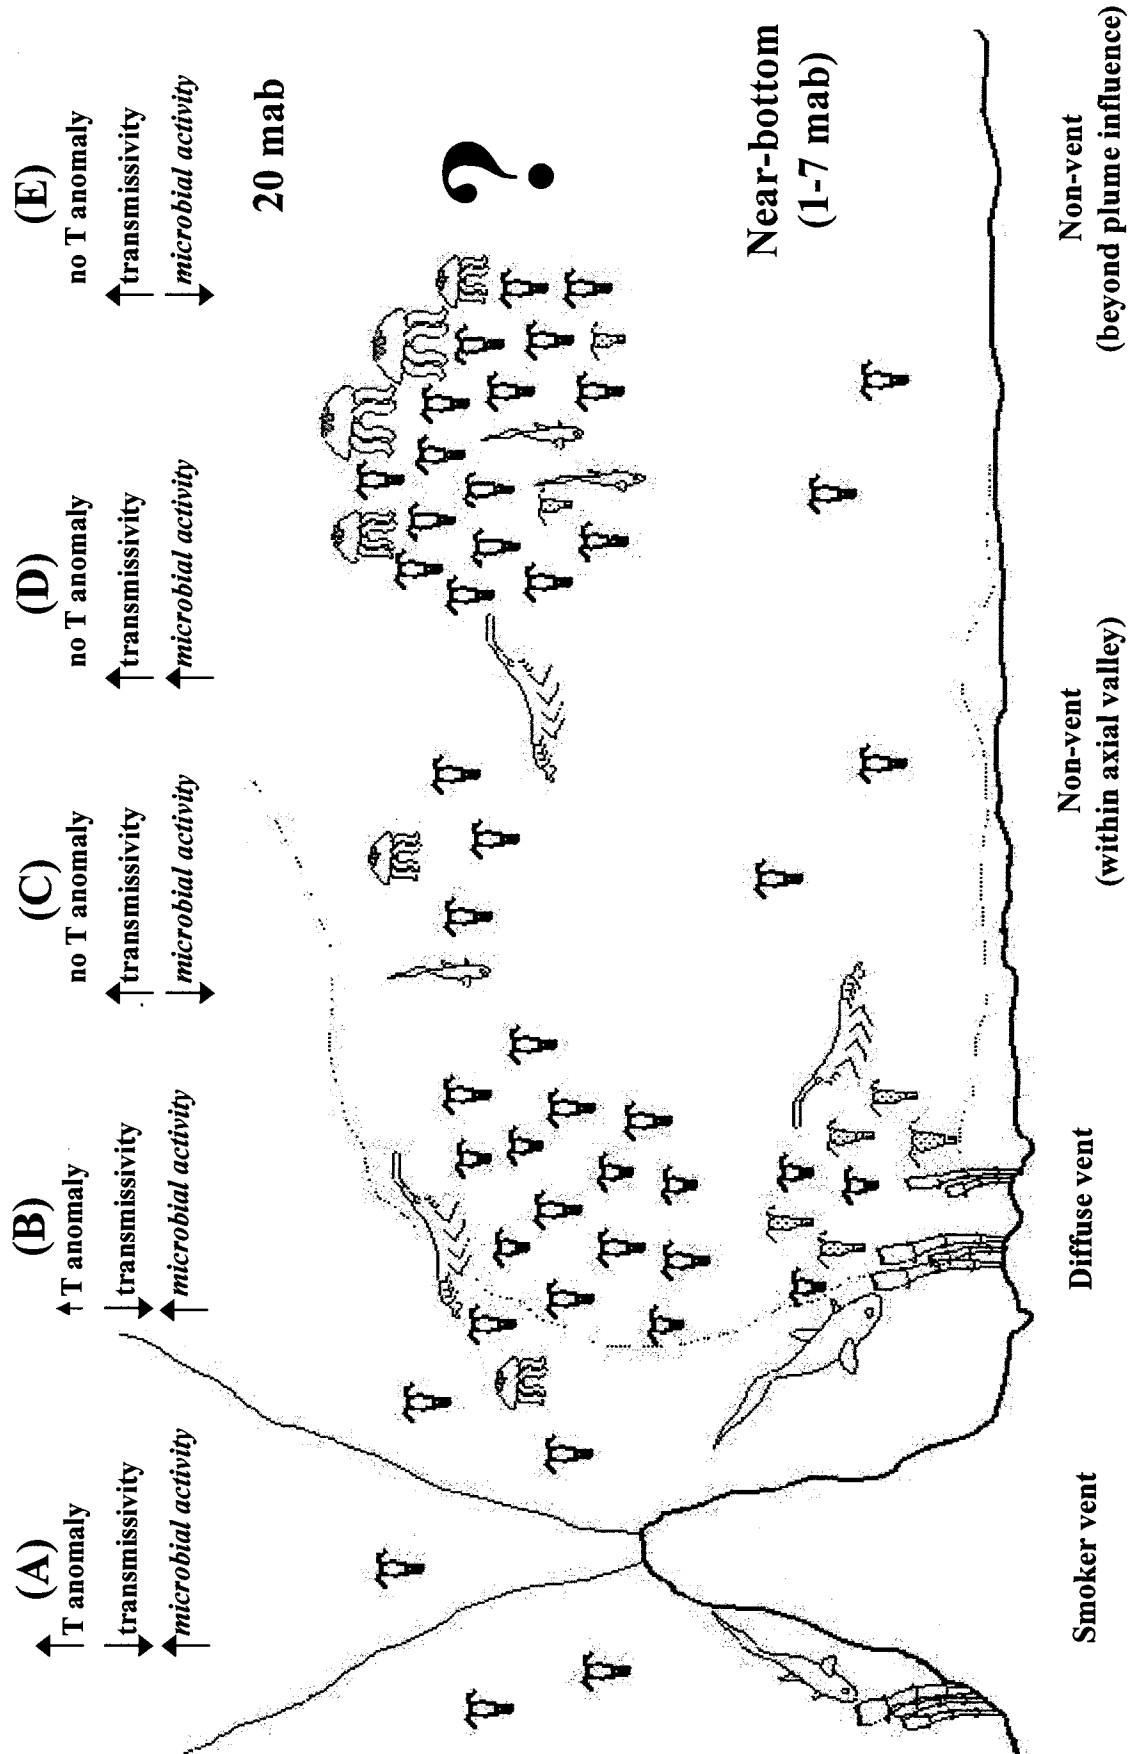 (A)
T anomaly
transmissivity
microbial activity
(B)
T anomaly
transmissivity
microbial activity
(C)
no T anomaly
transmissivity
microbial activity
(D)
no T anomaly
transmissivity
microbial activity
(E)
no T anomaly
transmissivity
microbial activity
20 mab
?
Near-bottom
(1-7 mab)
Smoker vent
Diffuse vent
Non-vent
(within axial valley)
Non-vent
(beyond plume influence)